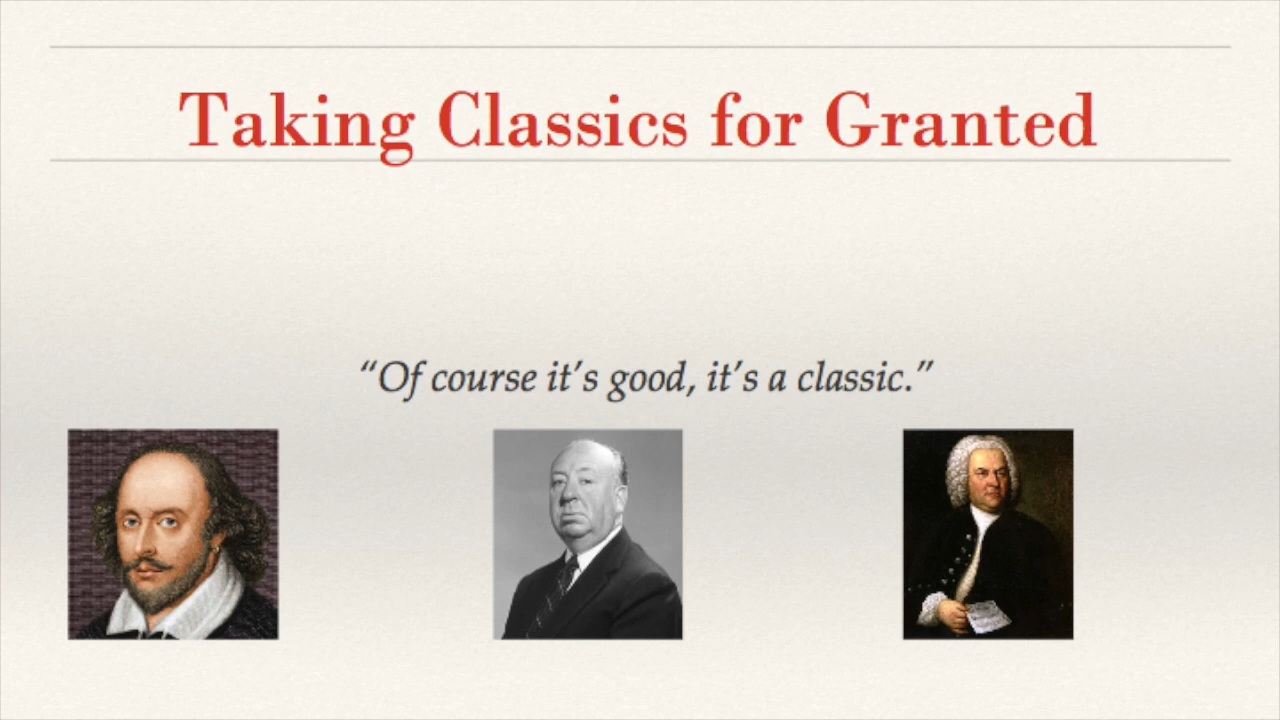 Taking Classics for Granted
“Of course it’s good, it’s a classic.”